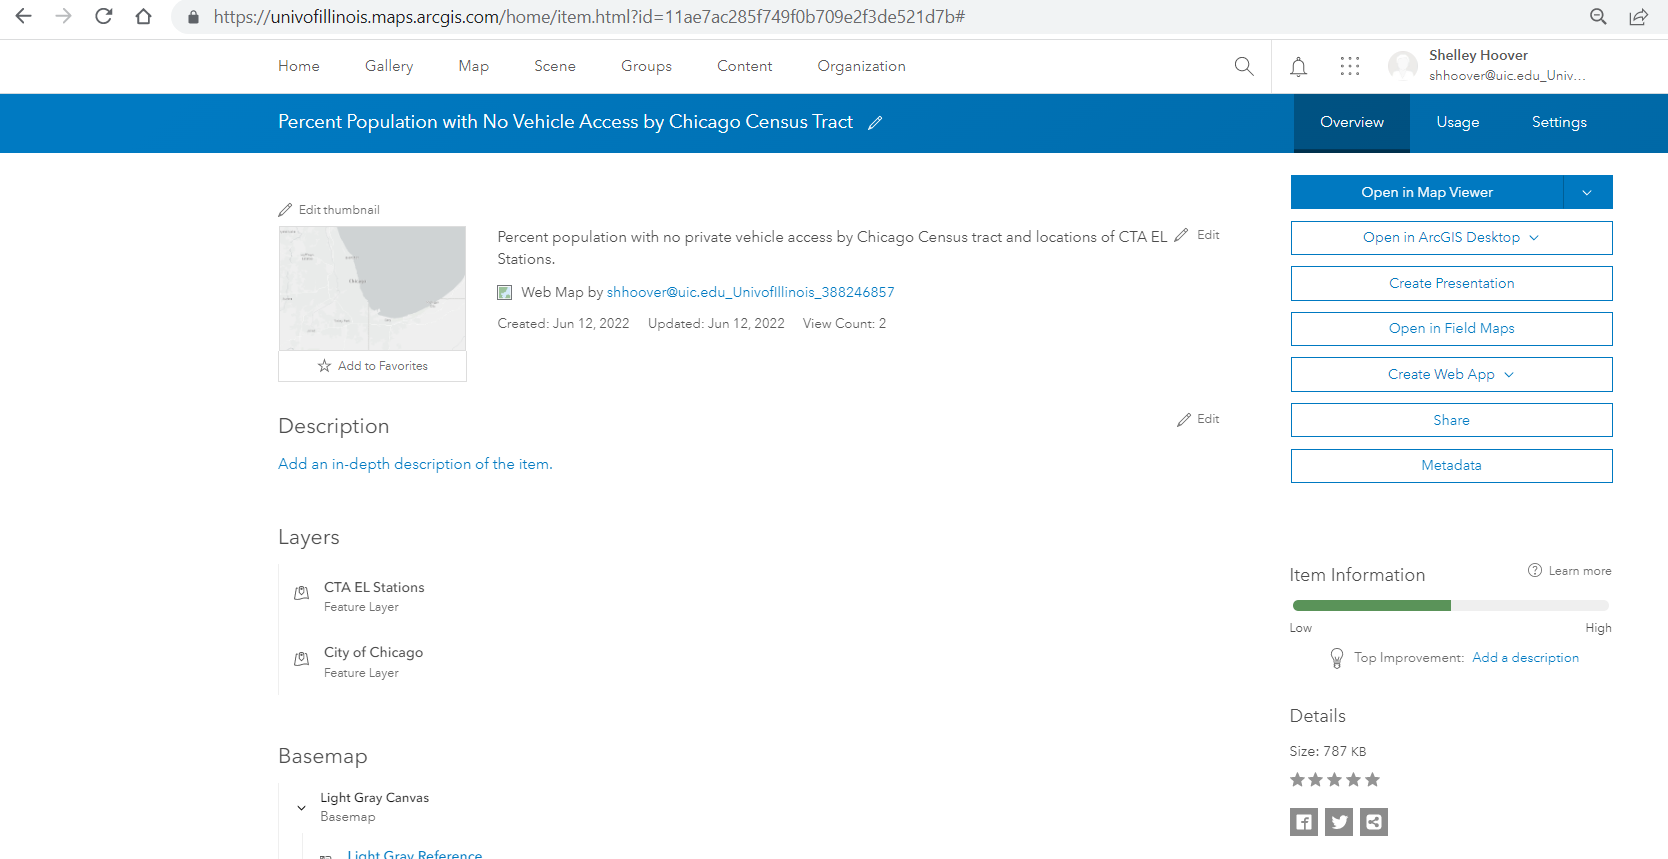 https://univofillinois.maps.arcgis.com/home/item.html?id=11ae7ac285f749f0b709e2f3de521d7b#
Home Gallery Map Scene Groups Content Organization
Shelley Hoover
shhoover@uic.edu_Univ...
Percent Population with No Vehicle Access by Chicago Census Tract
Overview Usage Settings
Edit thumbnail
Chicago
Add to Favorites
Percent population with no private vehicle access by Chicago Census tract and locations of CTA EL
Stations.
Edit
Web Map by shhoover@uic.edu_UnivofIllinois_388246857
Created: Jun 12, 2022 Updated: Jun 12, 2022 View Count: 2
Description
Edit
Add an in-depth description of the item.
Layers
CTA EL Stations
Feature Layer
City of Chicago
Feature Layer
Basemap
Light Gray Canvas
Basemap
Light Gray Reference
Open in Map Viewer
Open in ArcGIS Desktop
Create Presentation
Open in Field Maps
Create Web App
Share
Metadata
Item Information
Learn more
Low High
Top Improvement: Add a description
Details
Size: 787 KB